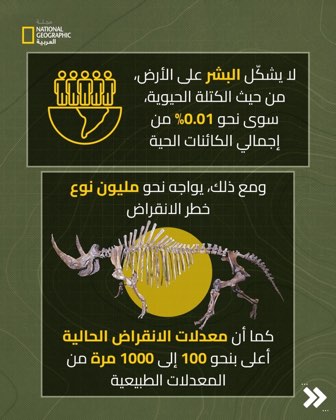 مجلة
NATIONAL
GEOGRAPHIC
العربية
لا يشكّل البشر على الأرض،
من حيث الكتلة الحيوية،
سوى نحو 0.01% من
إجمالي الكائنات الحية
ومع ذلك، يواجه نحو مليون نوع
خطر الانقراض
كما أن معدلات الانقراض الحالية
أعلى بنحو 100 إلى 1000 مرة من
المعدلات الطبيعية